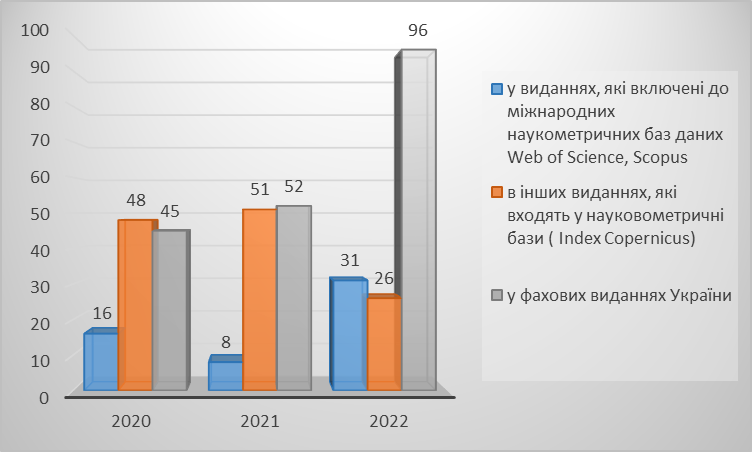 100
90
80
70
60
50
40
30
20
10
0
96
48
45
51
52
31
26
16
8
2020
2021
2022
у виданнях, які включені до
міжнародних
наукометричних баз даних
Web of Science, Scopus
в інших виданнях, які
входять у науковометричні
бази ( Index Copernicus)
у фахових виданнях України